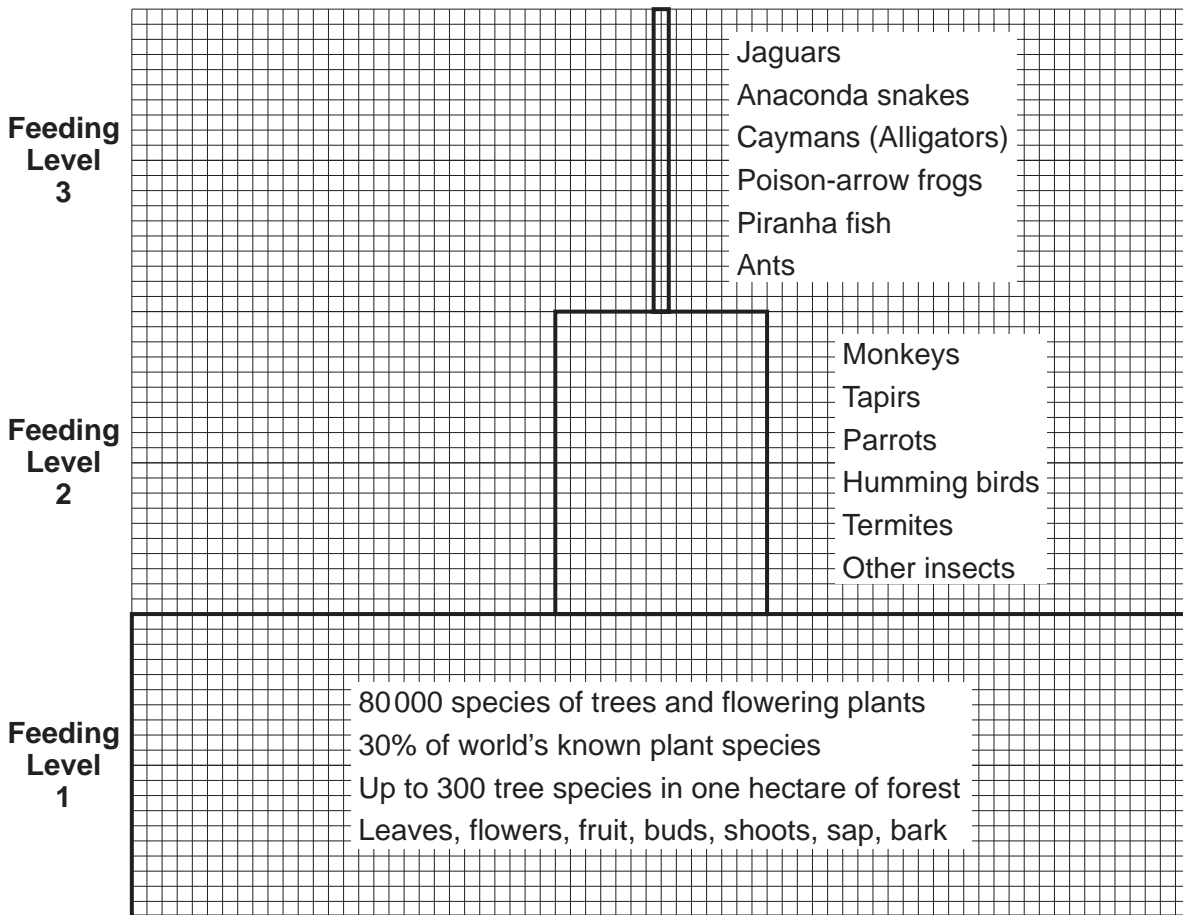 Feeding
Level
3
Jaguars
Anaconda snakes
Caymans (Alligators)
Poison-arrow frogs
Piranha fish
Ants
Feeding
Level
2
Monkeys
Tapirs
Parrots
Humming birds
Termites
Other insects
Feeding
Level
1
80 000 species of trees and flowering plants
30% of world's known plant species
Up to 300 tree species in one hectare of forest
Leaves, flowers, fruit, buds, shoots, sap, bark